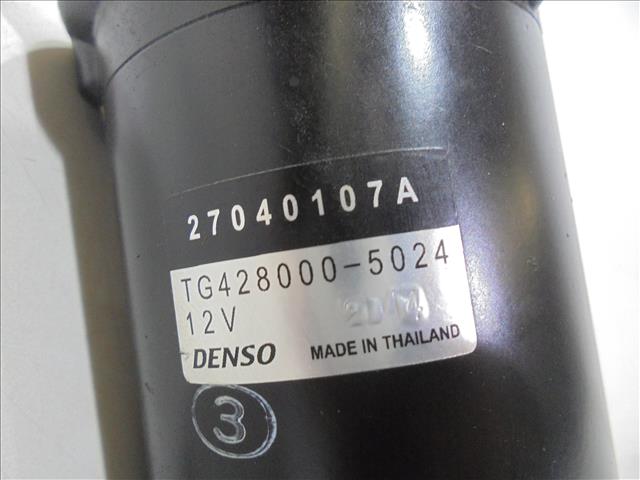 27040107A
TG428000-5024
12V
DENSO MADE IN THAILAND
3